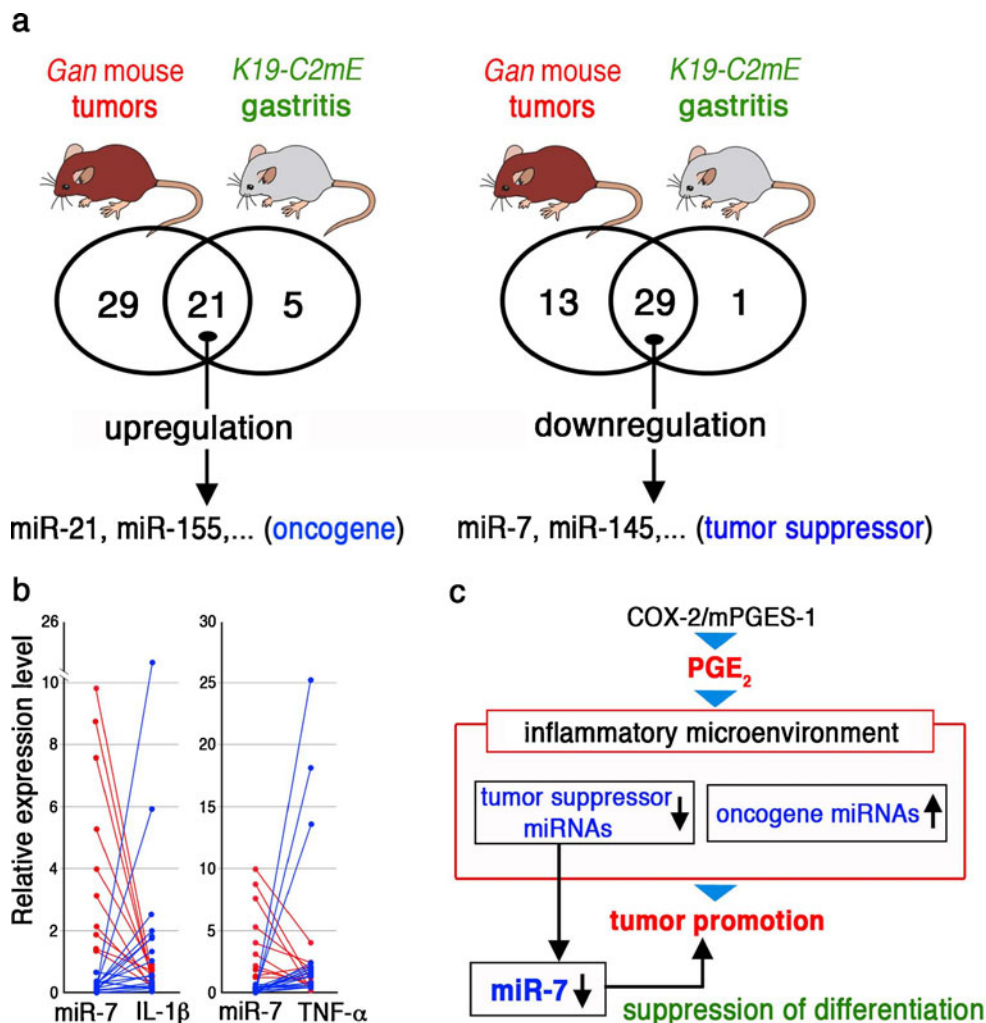 a
Gan mouse
tumors
K19-C2mE
gastritis
Gan mouse
tumors
K19-C2mE
gastritis
29 21 5
13 29 1
upregulation
downregulation
miR-21, miR-155,... (oncogene)
miR-7, miR-145,... (tumor suppressor)
b
Relative expression level
26
10
8
6
4
2
0
miR-7 IL-1β
30
25
20
15
10
5
0
miR-7 TNF-α
c
COX-2/mPGES-1
PGE₂
inflammatory microenvironment
tumor suppressor
miRNAs
oncogene miRNAs
tumor promotion
miR-7
suppression of differentiation